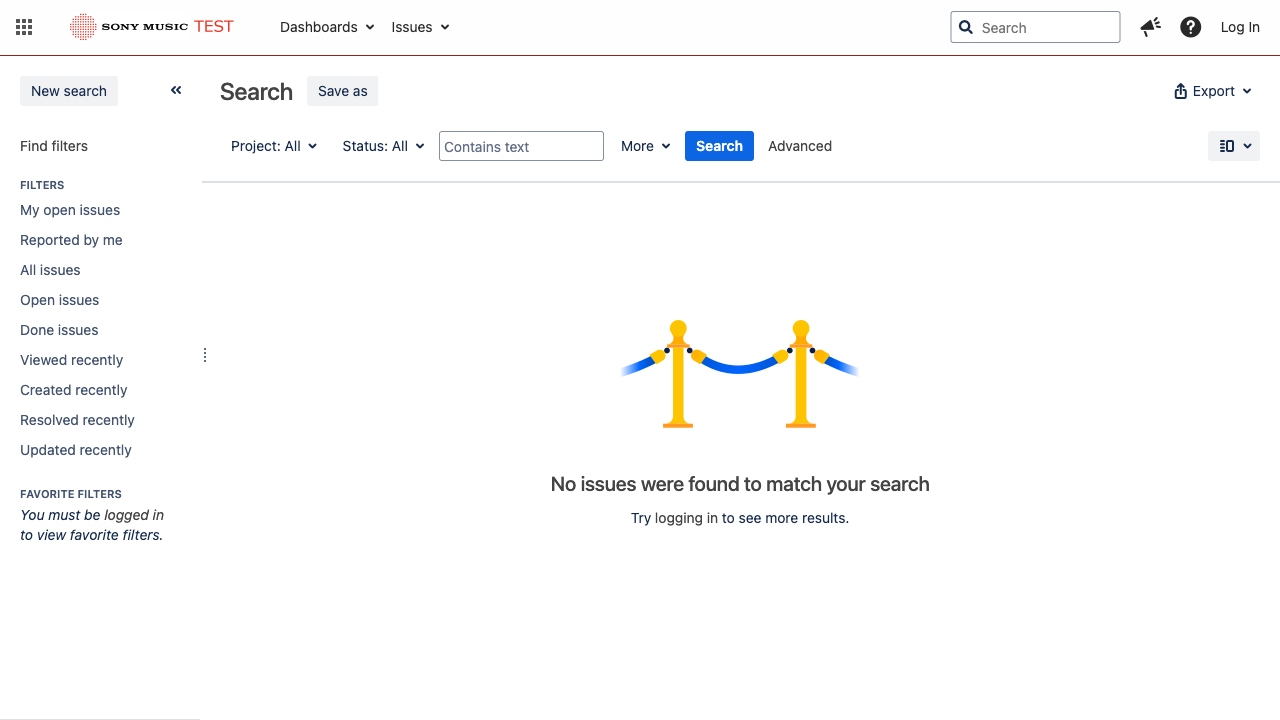 SONY MUSIC TEST
Dashboards
Issues
Search
Log In
New search
Search
Save as
Export
Find filters
Project: All
Status: All
Contains text
More
Search
Advanced
FILTERS
My open issues
Reported by me
All issues
Open issues
Done issues
Viewed recently
Created recently
Resolved recently
Updated recently
FAVORITE FILTERS
You must be logged in
to view favorite filters.
No issues were found to match your search
Try logging in to see more results.